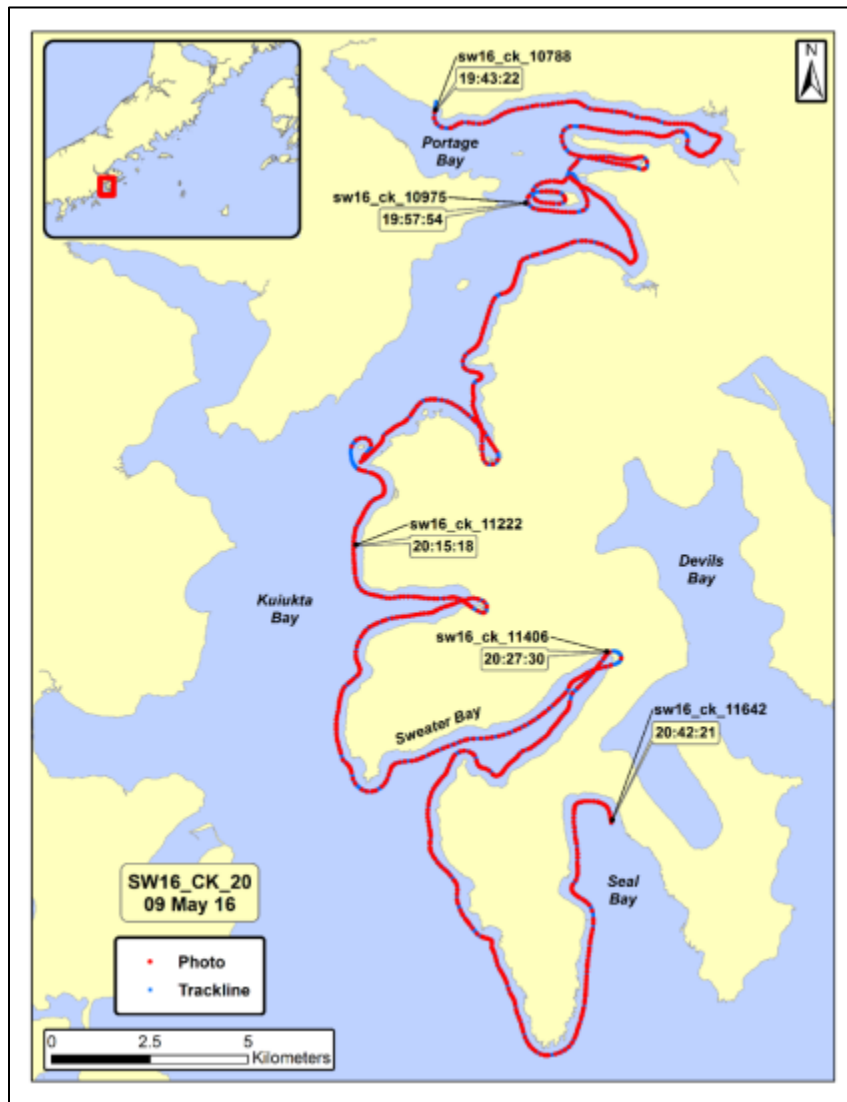 N
sw16_ck_10788
19:43:22
Portage
Bay
sw16_ck_10975
19:57:54
sw16_ck_11222
20:15:18
Devils
Bay
Kuiukta
Bay
sw16_ck_11406
20:27:30
sw16_ck_11642
20:42:21
Sweater Bay
Seal
Bay
SW16_CK_20
09 May 16
Photo
Trackline
0 2.5 5
Kilometers